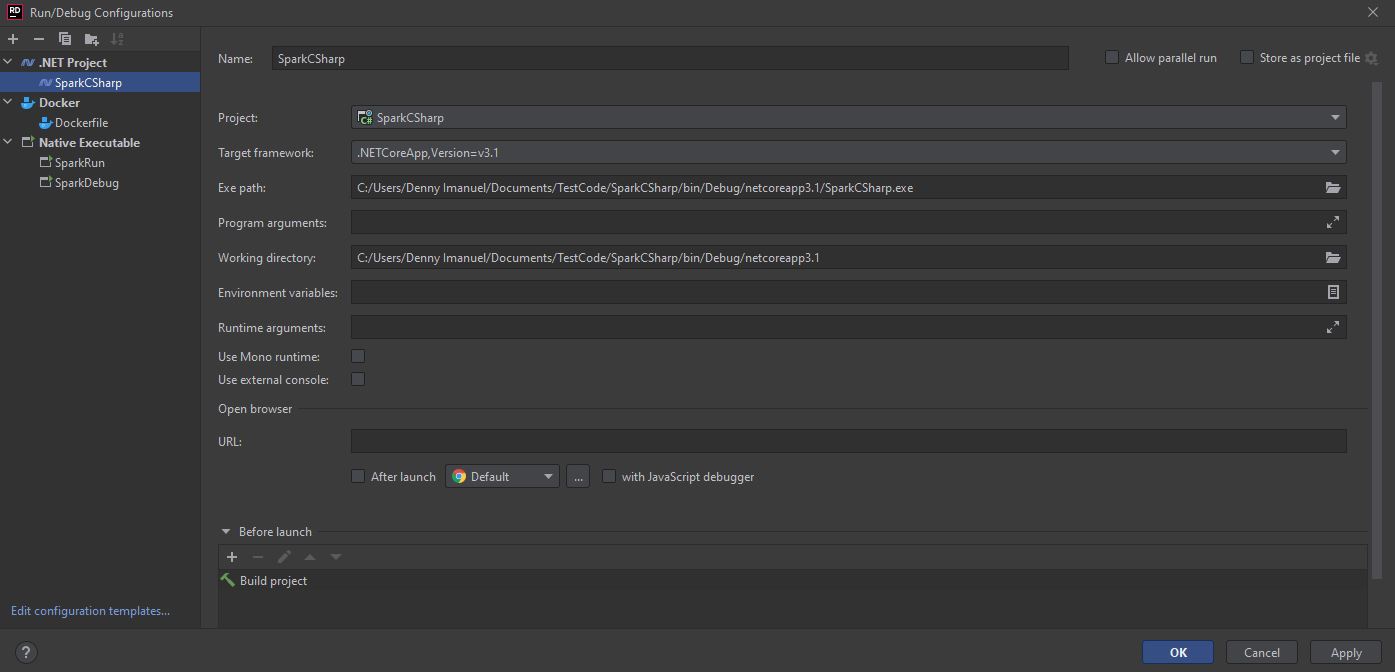 RD Run/Debug Configurations
.NET Project
SparkCSharp
Docker
Dockerfile
Native Executable
SparkRun
SparkDebug
Edit configuration templates...
Name: SparkCSharp Allow parallel run Store as project file
Project: C# SparkCSharp
Target framework: .NETCoreApp,Version=v3.1
Exe path: C:/Users/Denny Imanuel/Documents/TestCode/SparkCSharp/bin/Debug/netcoreapp3.1/SparkCSharp.exe
Program arguments:
Working directory: C:/Users/Denny Imanuel/Documents/TestCode/SparkCSharp/bin/Debug/netcoreapp3.1
Environment variables:
Runtime arguments:
Use Mono runtime:
Use external console:
Open browser
URL:
After launch Default ... with JavaScript debugger
Before launch
Build project
? OK Cancel Apply